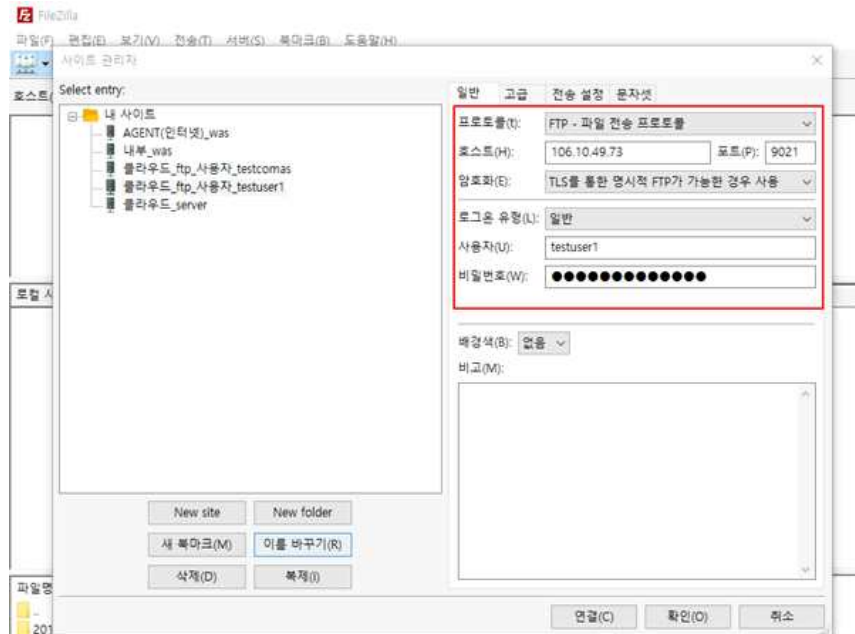 FileZilla
파일(F) 편집(E) 보기(V) 전송(T) 서버(S) 북마크(B) 도움말(H)
사이트 관리자
호스트(
Select entry:
내 사이트
AGENT(인터넷)_was
내부_was
클라우드_ftp_사용자_testcomas
클라우드_ftp_사용자_testuser1
클라우드_server
일반 고급 전송 설정 문자셋
프로토콜(t): FTP - 파일 전송 프로토콜
호스트(H): 106.10.49.73 포트(P): 9021
암호화(E): TLS를 통한 명시적 FTP가 가능한 경우 사용
로그온 유형(L): 일반
사용자(U): testuser1
비밀번호(W): ●●●●●●●●●●●●●
로컬 사
배경색(B): 없음
비고(M):
New site New folder
새 북마크(M) 이름 바꾸기(R)
삭제(D) 복제(I)
파일명
..
201
연결(C) 확인(O) 취소